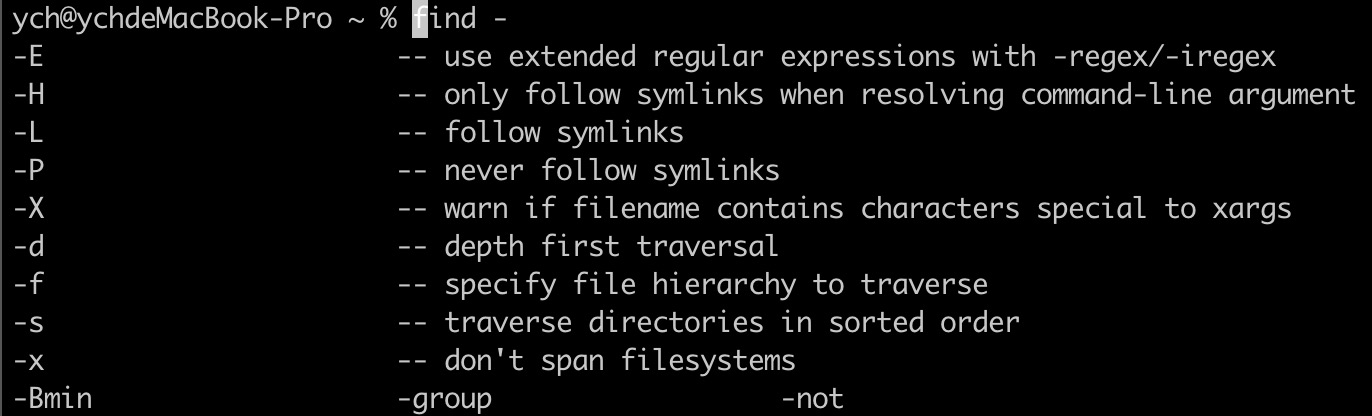 ych@ychdeMacBook-Pro ~ % find -
-E -- use extended regular expressions with -regex/-iregex
-H -- only follow symlinks when resolving command-line argument
-L -- follow symlinks
-P -- never follow symlinks
-X -- warn if filename contains characters special to xargs
-d -- depth first traversal
-f -- specify file hierarchy to traverse
-s -- traverse directories in sorted order
-x -- don't span filesystems
-Bmin -group -not